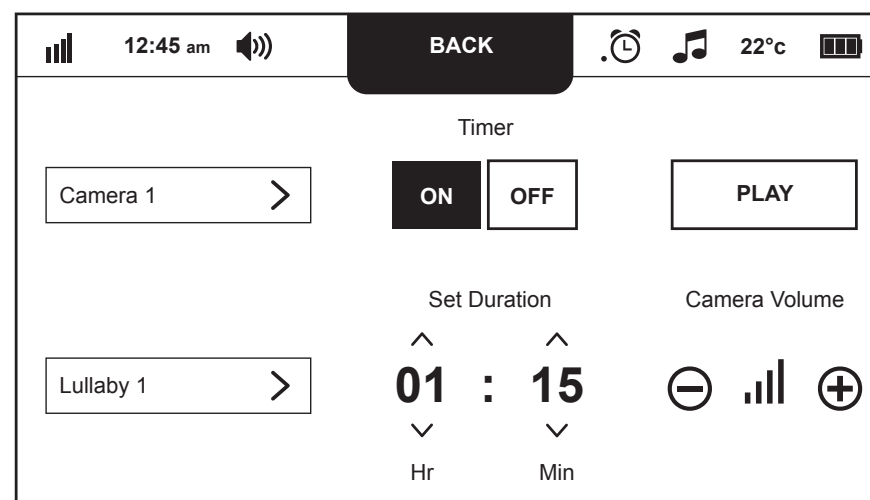 12:45 am
BACK
22°c
Timer
Camera 1
ON
OFF
PLAY
Set Duration
Camera Volume
Lullaby 1
01 : 15
Hr
Min